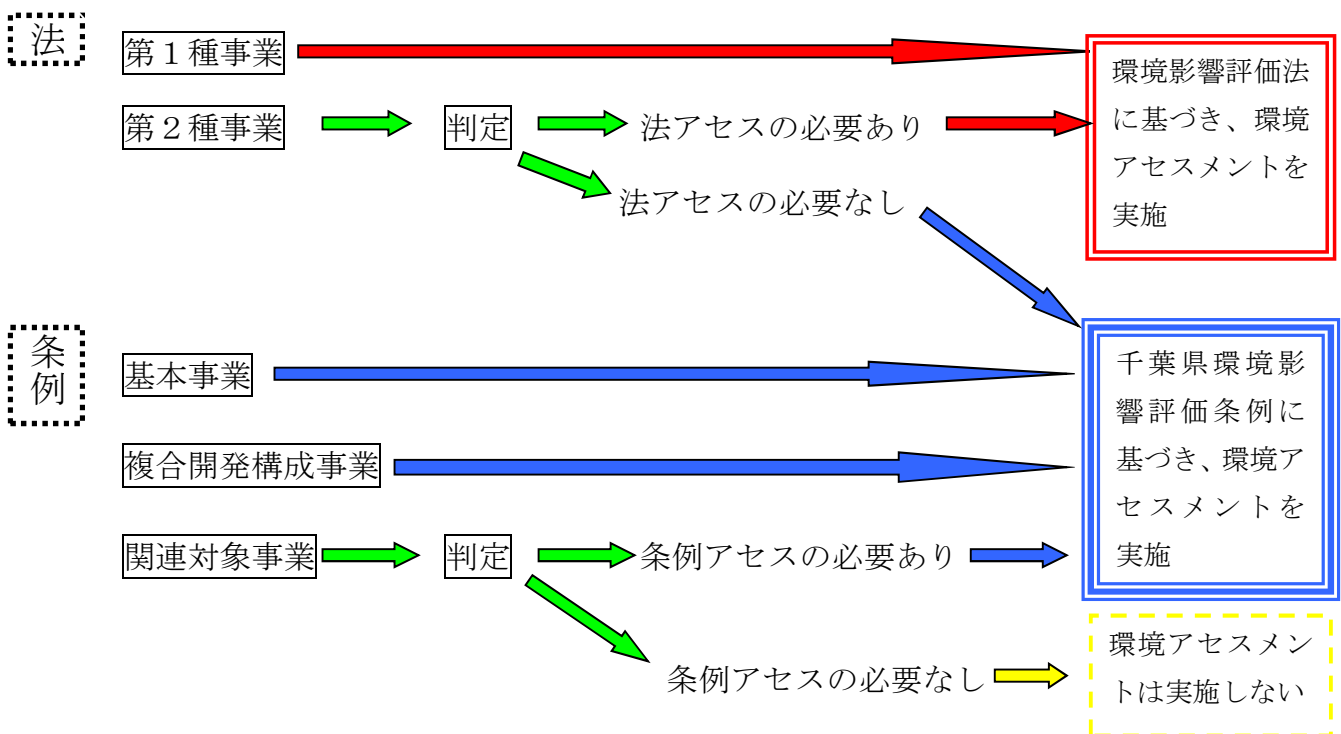 法
第１種事業
環境影響評価法
に基づき、環境
アセスメントを
実施
第２種事業
判定
法アセスの必要あり
法アセスの必要なし
条
例
基本事業
千葉県環境影
響評価条例に
基づき、環境ア
セスメントを
実施
複合開発構成事業
関連対象事業
判定
条例アセスの必要あり
条例アセスの必要なし
環境アセスメン
トは実施しない